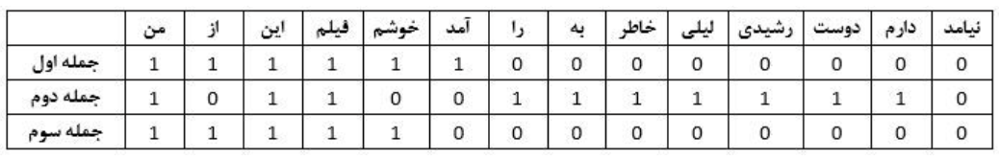 من از این فیلم خوشم آمد را به خاطر لیلی رشیدی دوست دارم نیامد
جمله اول 1 1 1 1 1 1 0 0 0 0 0 0 0 0
جمله دوم 1 0 1 1 0 0 1 1 1 1 1 1 1 0
جمله سوم 1 1 1 1 1 0 0 0 0 0 0 0 0 0